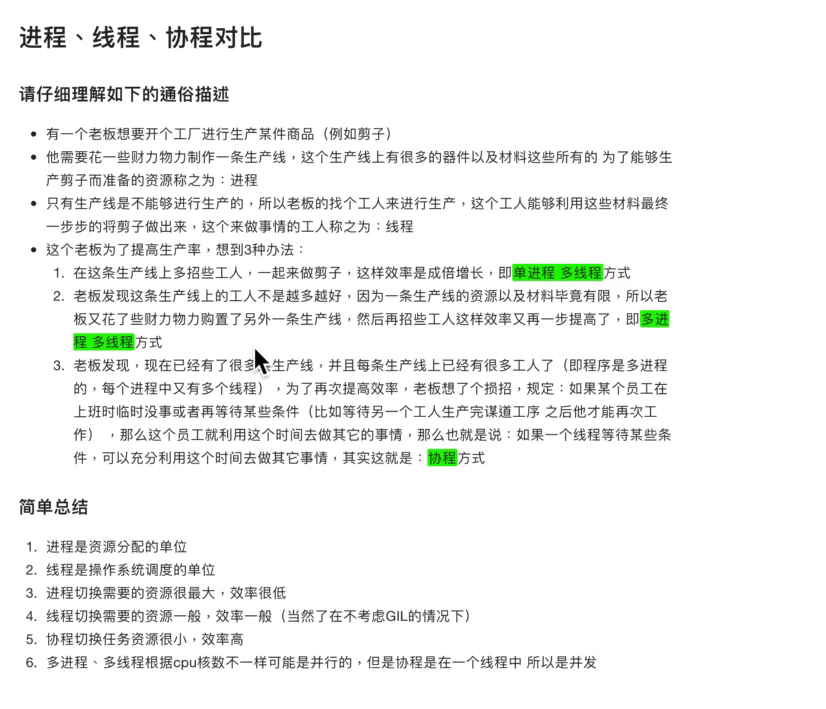 进程、线程、协程对比
请仔细理解如下的通俗描述
• 有一个老板想要开个工厂进行生产某件商品（例如剪子）
• 他需要花一些财力物力制作一条生产线，这个生产线上有很多的器件以及材料这些所有的 为了能够生
产剪子而准备的资源称之为：进程
• 只有生产线是不能够进行生产的，所以老板的找个工人来进行生产，这个工人能够利用这些材料最终
一步步的将剪子做出来，这个来做事情的工人称之为：线程
• 这个老板为了提高生产率，想到3种办法：
1. 在这条生产线上多招些工人，一起来做剪子，这样效率是成倍增长，即单进程 多线程方式
2. 老板发现这条生产线上的工人不是越多越好，因为一条生产线的资源以及材料毕竟有限，所以老
板又花了些财力物力购置了另外一条生产线，然后再招些工人这样效率又再一步提高了，即多进
程 多线程方式
3. 老板发现，现在已经有了很多条生产线，并且每条生产线上已经有很多工人了（即程序是多进程
的，每个进程中又有多个线程），为了再次提高效率，老板想了个损招，规定：如果某个员工在
上班时临时没事或者再等待某些条件（比如等待另一个工人生产完谋道工序 之后他才能再次工
作） ，那么这个员工就利用这个时间去做其它的事情，那么也就是说：如果一个线程等待某些条
件，可以充分利用这个时间去做其它事情，其实这就是：协程方式
简单总结
1. 进程是资源分配的单位
2. 线程是操作系统调度的单位
3. 进程切换需要的资源很最大，效率很低
4. 线程切换需要的资源一般，效率一般（当然了在不考虑GIL的情况下）
5. 协程切换任务资源很小，效率高
6. 多进程、多线程根据cpu核数不一样可能是并行的，但是协程是在一个线程中 所以是并发